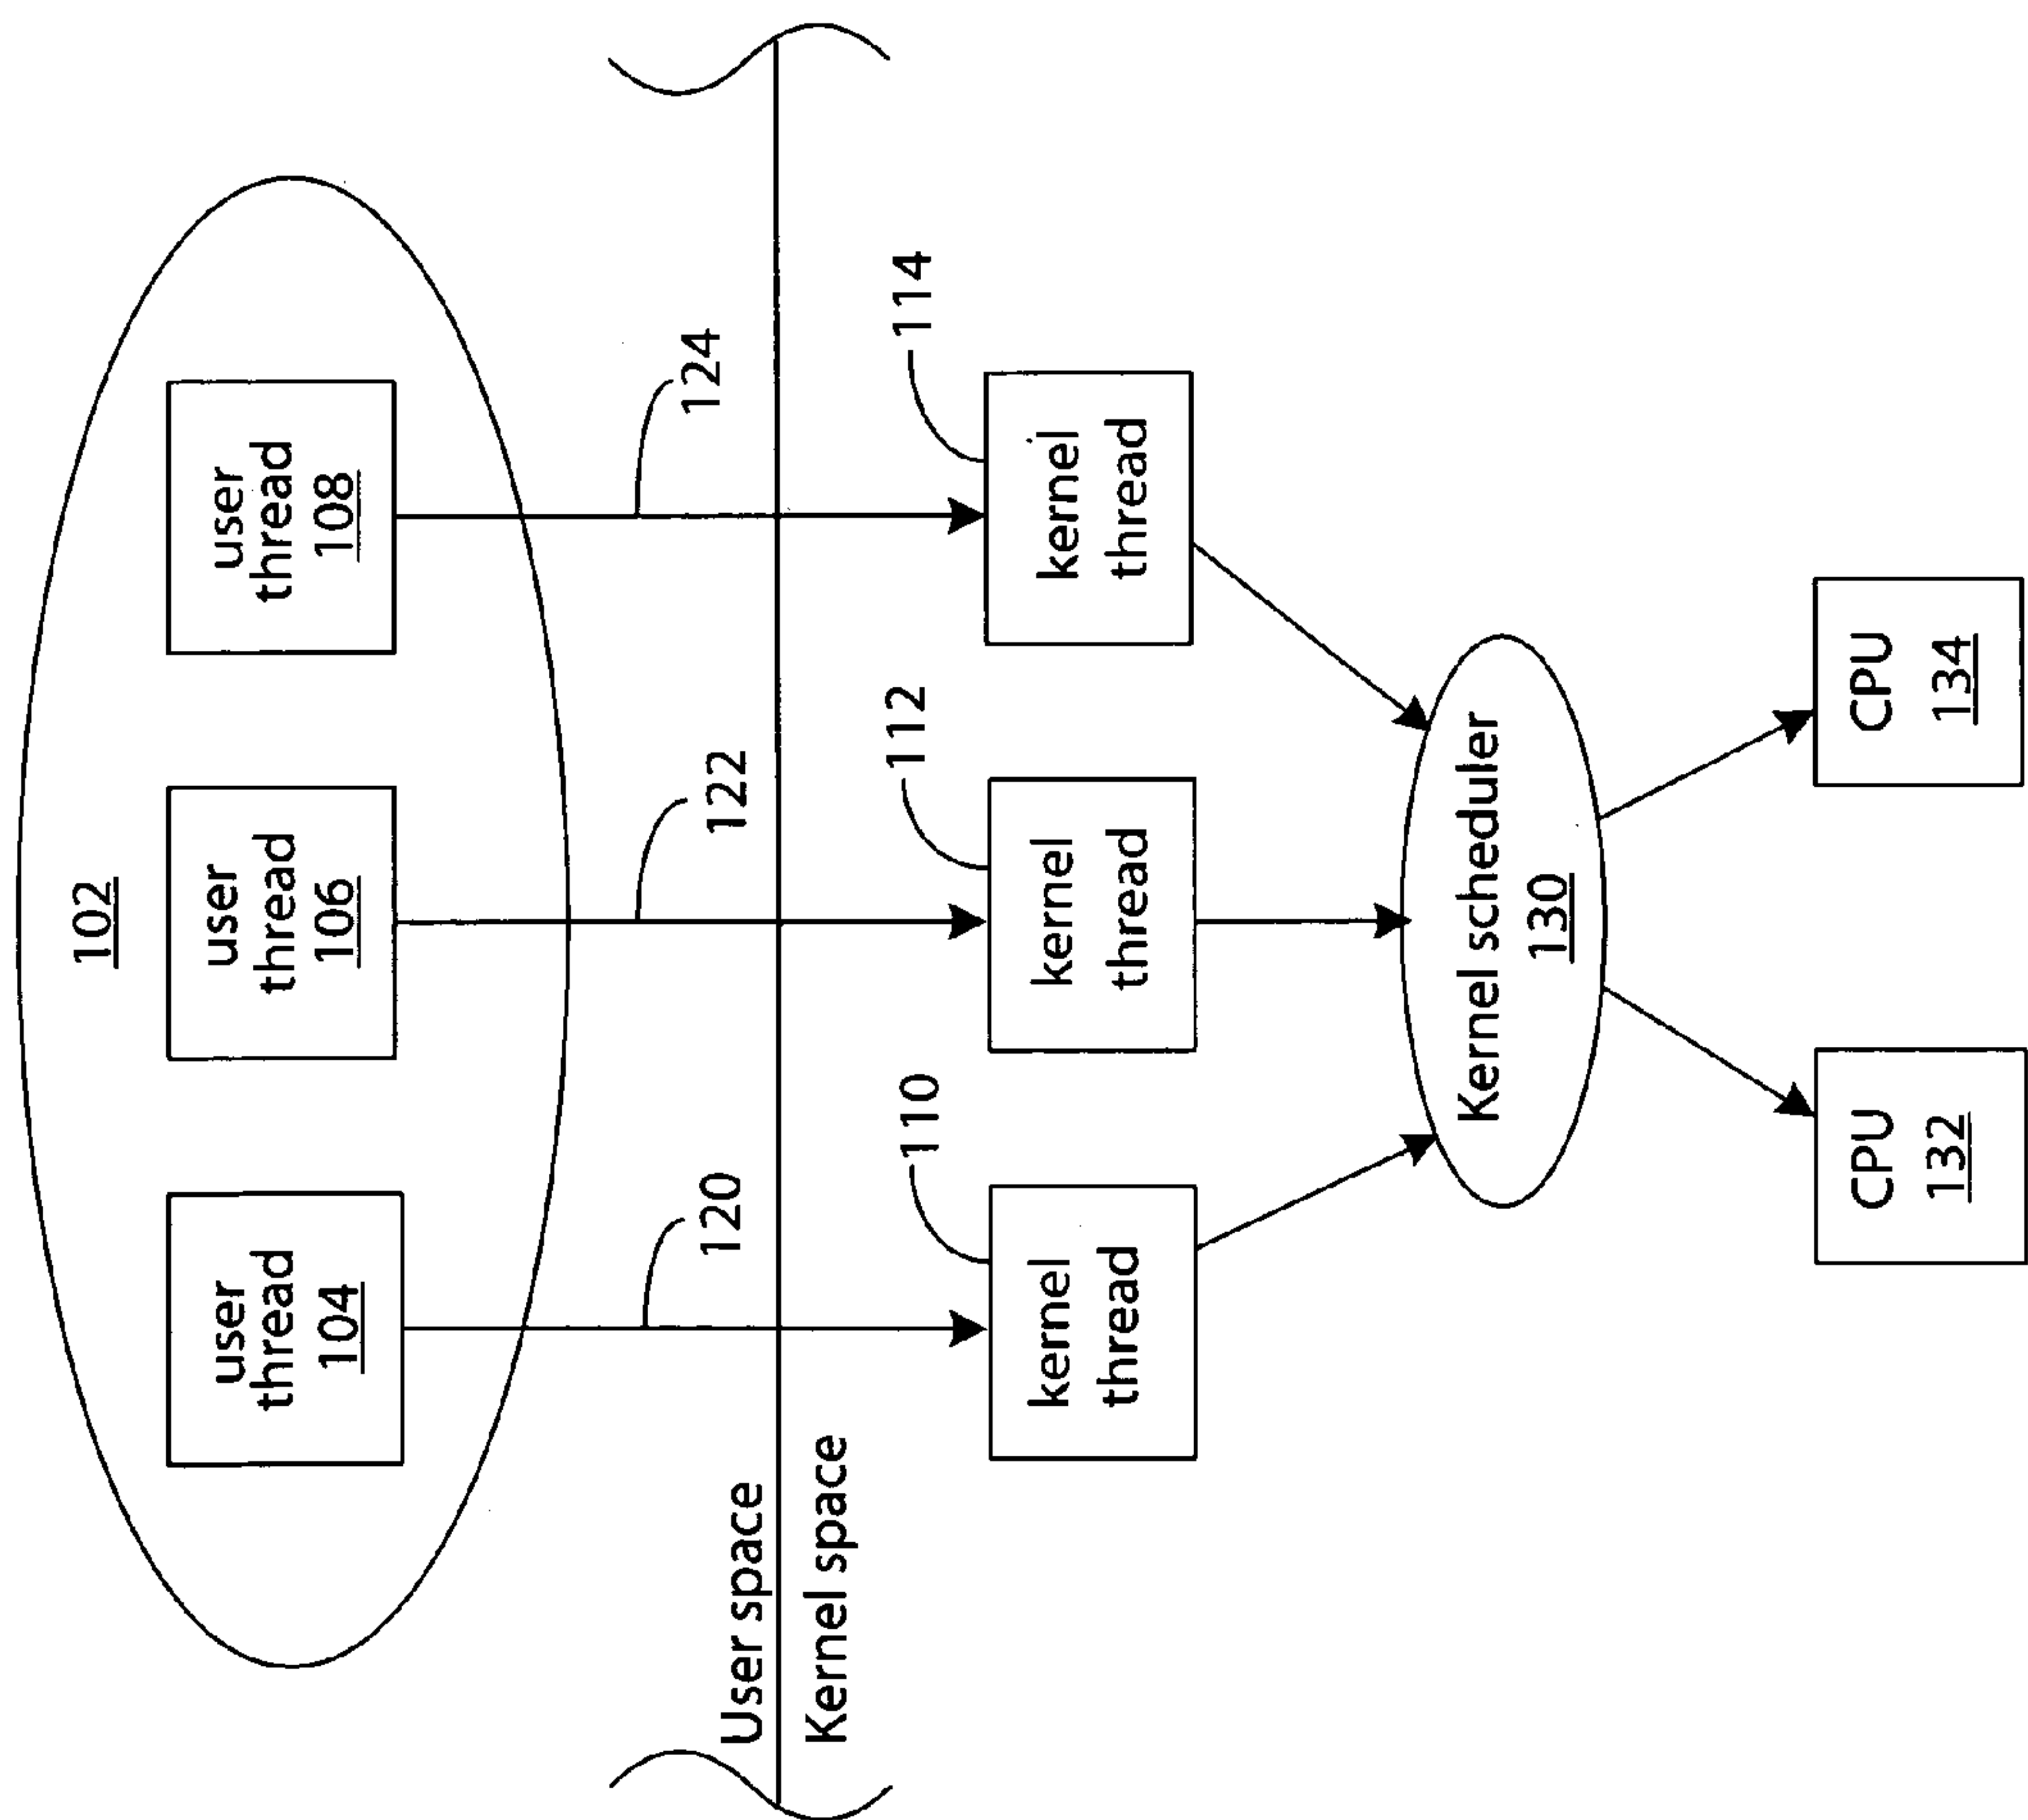 102
user
thread
104
user
thread
106
user
thread
108
120
122
124
User space
Kernel space
110
112
114
kernel
thread
kernel
thread
kernel
thread
Kernel scheduler
130
CPU
132
CPU
134